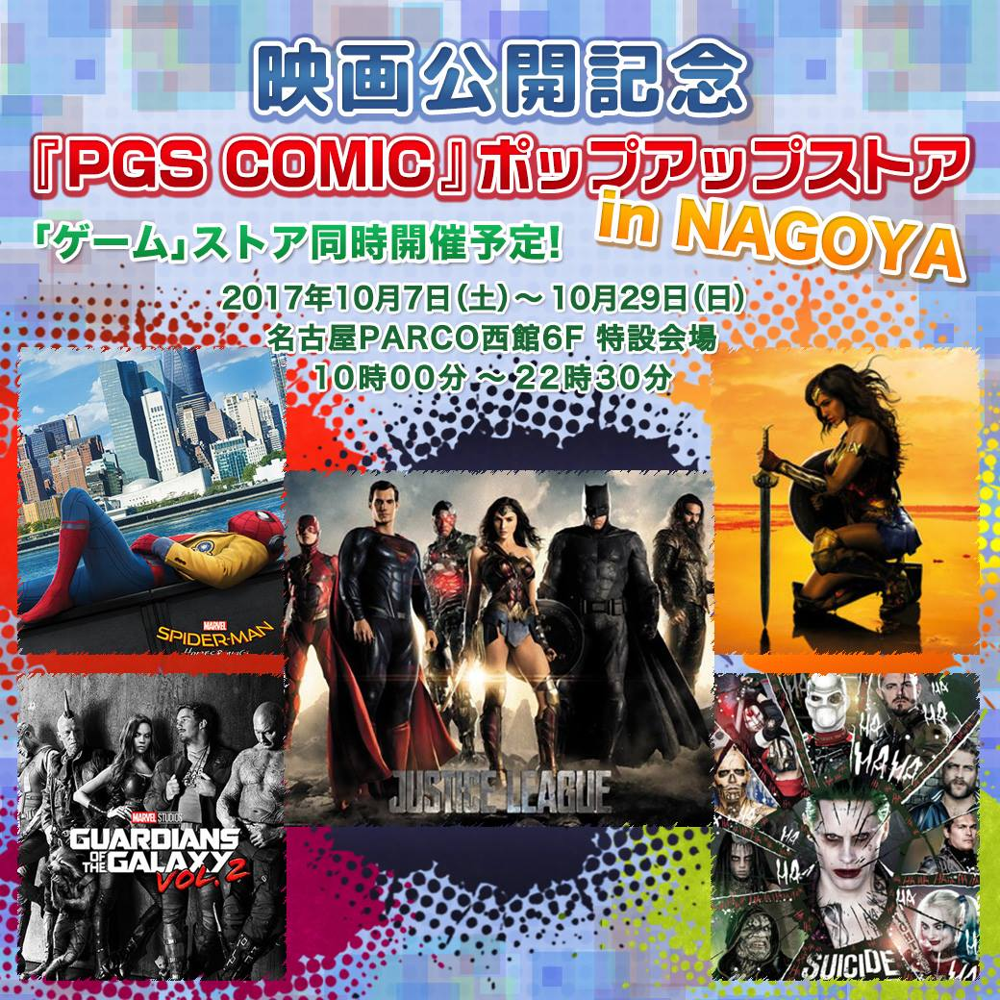 映画公開記念
『PGS COMIC』ポップアップストア
in NAGOYA
「ゲーム」ストア同時開催予定!
2017年10月7日(土)～10月29日(日)
名古屋PARCO西館6F 特設会場
10時00分～22時30分
MARVEL
SPIDER-MAN
HOMECOMING
JUSTICE LEAGUE
MARVEL STUDIOS
GUARDIANS
OF THE GALAXY
VOL.2
HA
HA
HAHA
HA
HA
SUICIDE